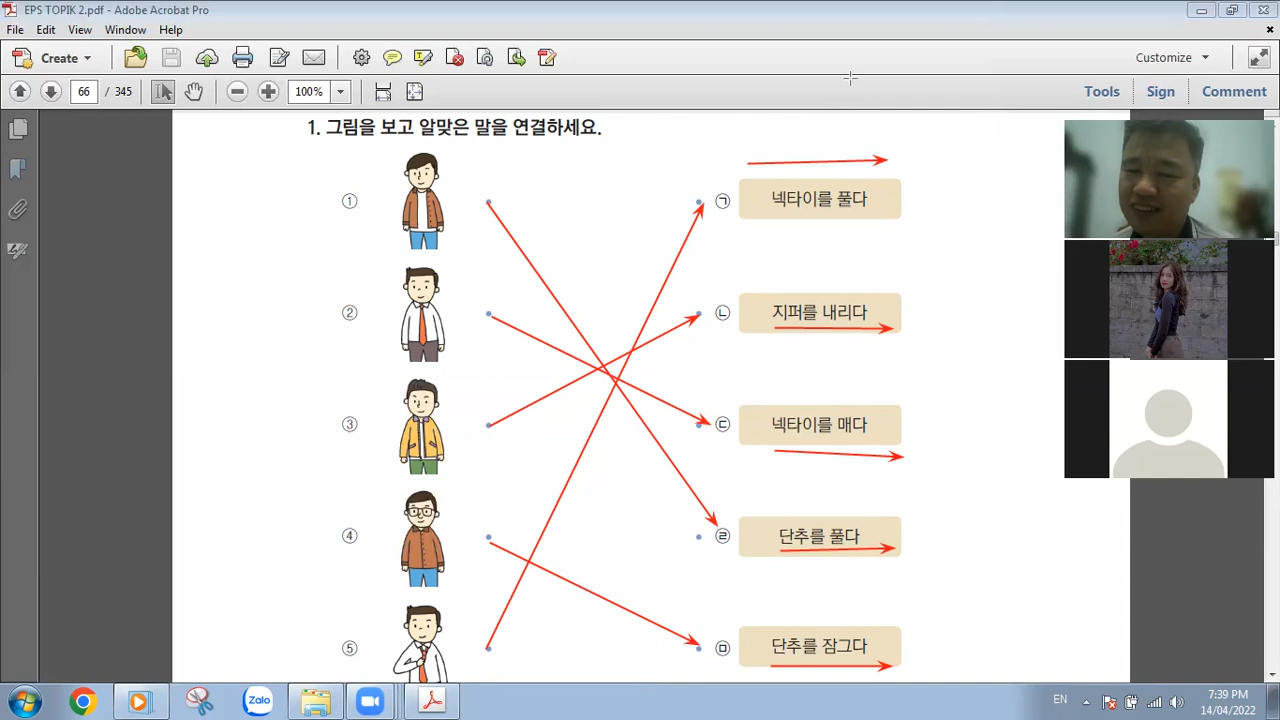 EPS TOPIK 2.pdf - Adobe Acrobat Pro
File Edit View Window Help
Create
Customize
66 / 345
100%
Tools Sign Comment
1. 그림을 보고 알맞은 말을 연결하세요.
① ㉠ 넥타이를 풀다
② ㉡ 지퍼를 내리다
③ ㉢ 넥타이를 매다
④ ㉣ 단추를 풀다
⑤ ㉤ 단추를 잠그다
Zalo
EN
7:39 PM
14/04/2022